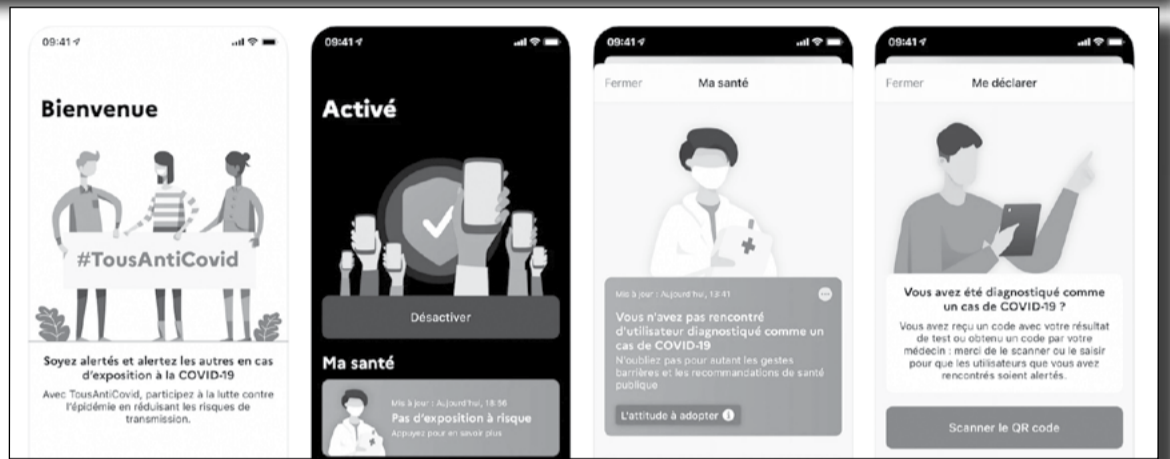 09:41
Bienvenue
#TousAntiCovid
Soyez alertés et alertez les autres en cas
d'exposition à la COVID-19
Avec TousAntiCovid, participez à la lutte contre
l'épidémie en réduisant les risques de
transmission.
09:41
Activé
Désactiver
Ma santé
Mis à jour : Aujourd'hui, 18:56
Pas d'exposition à risque
Appuyez pour en savoir plus
09:41
Fermer Ma santé
Mis à jour : Aujourd'hui, 13:41
Vous n'avez pas rencontré
d'utilisateur diagnostiqué comme un
cas de COVID-19
N'oubliez pas pour autant les gestes
barrières et les recommandations de santé
publique
L'attitude à adopter
09:41
Fermer Me déclarer
Vous avez été diagnostiqué comme
un cas de COVID-19 ?
Vous avez reçu un code avec votre résultat
de test ou obtenu un code par votre
médecin : merci de le scanner ou le saisir
pour que les utilisateurs que vous avez
rencontrés soient alertés.
Scanner le QR code